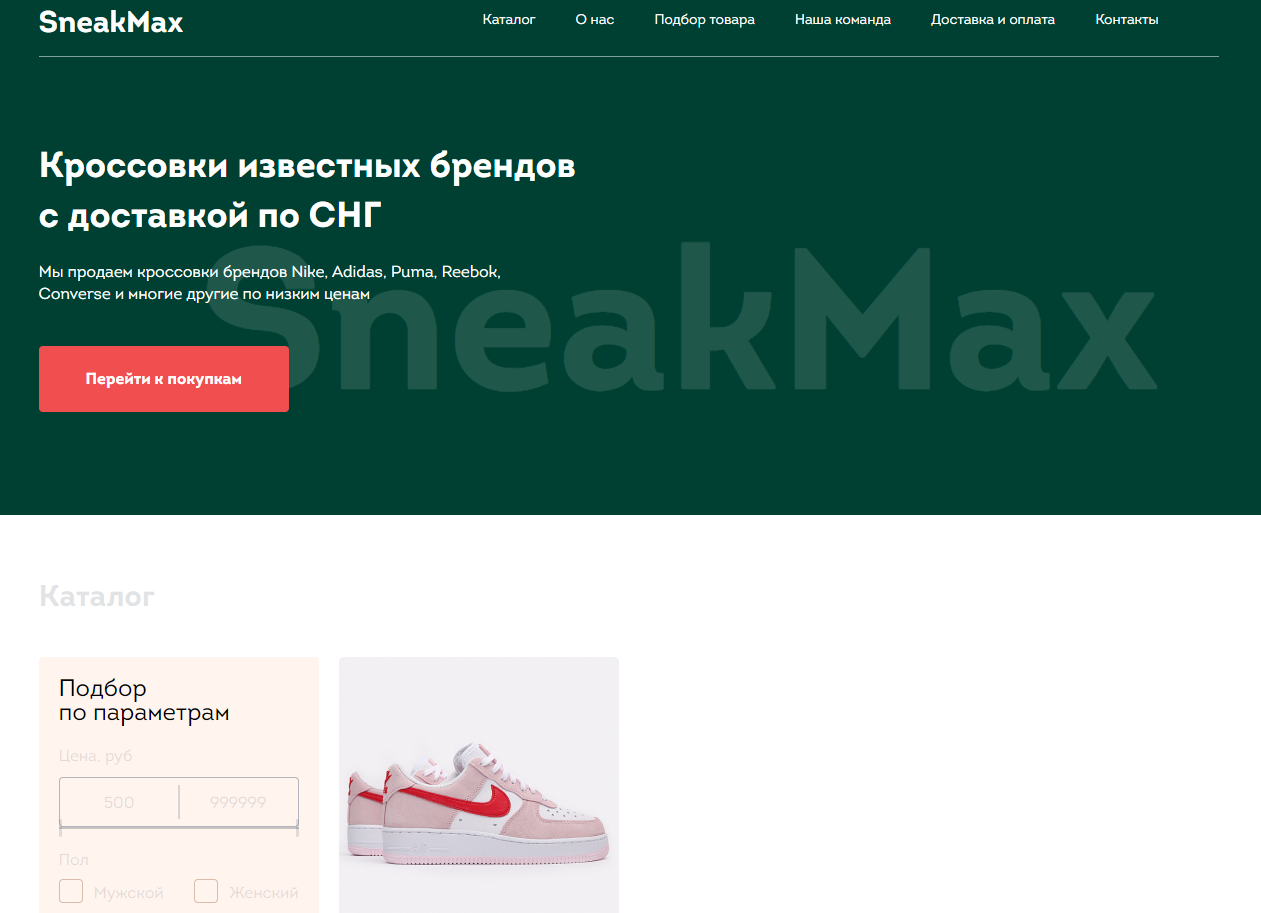 SneakMax
Каталог О нас Подбор товара Наша команда Доставка и оплата Контакты
Кроссовки известных брендов
с доставкой по СНГ
SneakMax
Мы продаем кроссовки брендов Nike, Adidas, Puma, Reebok,
Converse и многие другие по низким ценам
Перейти к покупкам
Каталог
Подбор
по параметрам
Цена, руб
500 999999
Пол
Мужской Женский